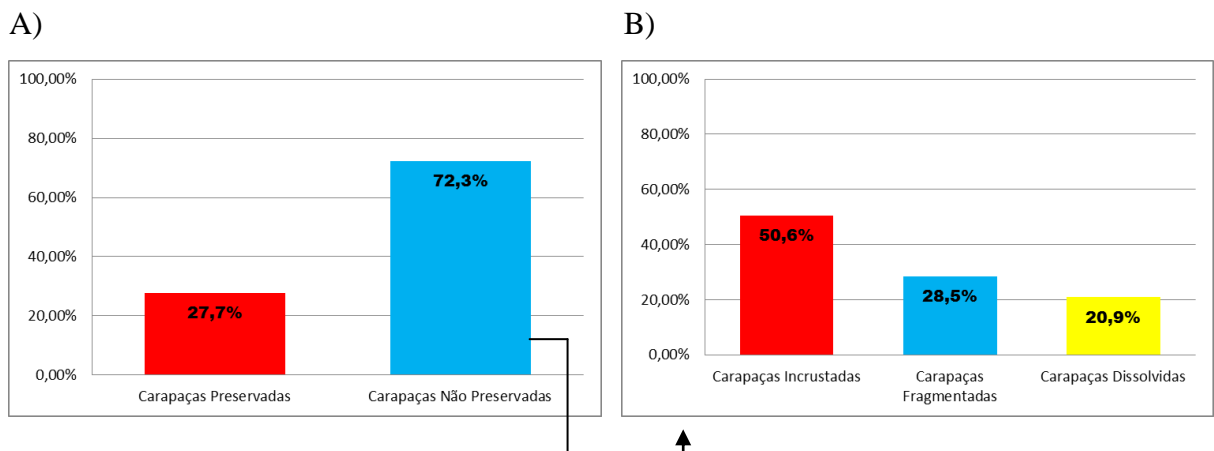 A)
100,00%
80,00%
60,00%
40,00%
20,00%
0,00%
72,3%
27,7%
Carapaças Preservadas
Carapaças Não Preservadas
B)
100,00%
80,00%
60,00%
40,00%
20,00%
0,00%
50,6%
28,5%
20,9%
Carapaças Incrustadas
Carapaças
Fragmentadas
Carapaças Dissolvidas